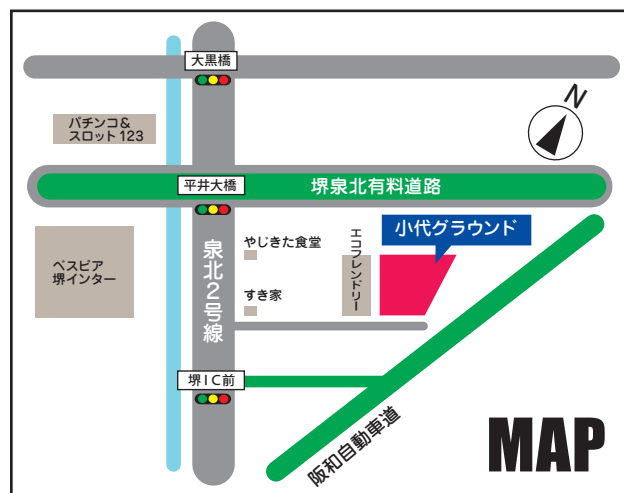 大黒橋
N
パチンコ&
スロット123
平井大橋
堺泉北有料道路
小代グラウンド
やじきた食堂
エコフレンドリー
ベスピア
堺インター
泉北2号線
すき家
堺IC前
阪和自動車道
MAP